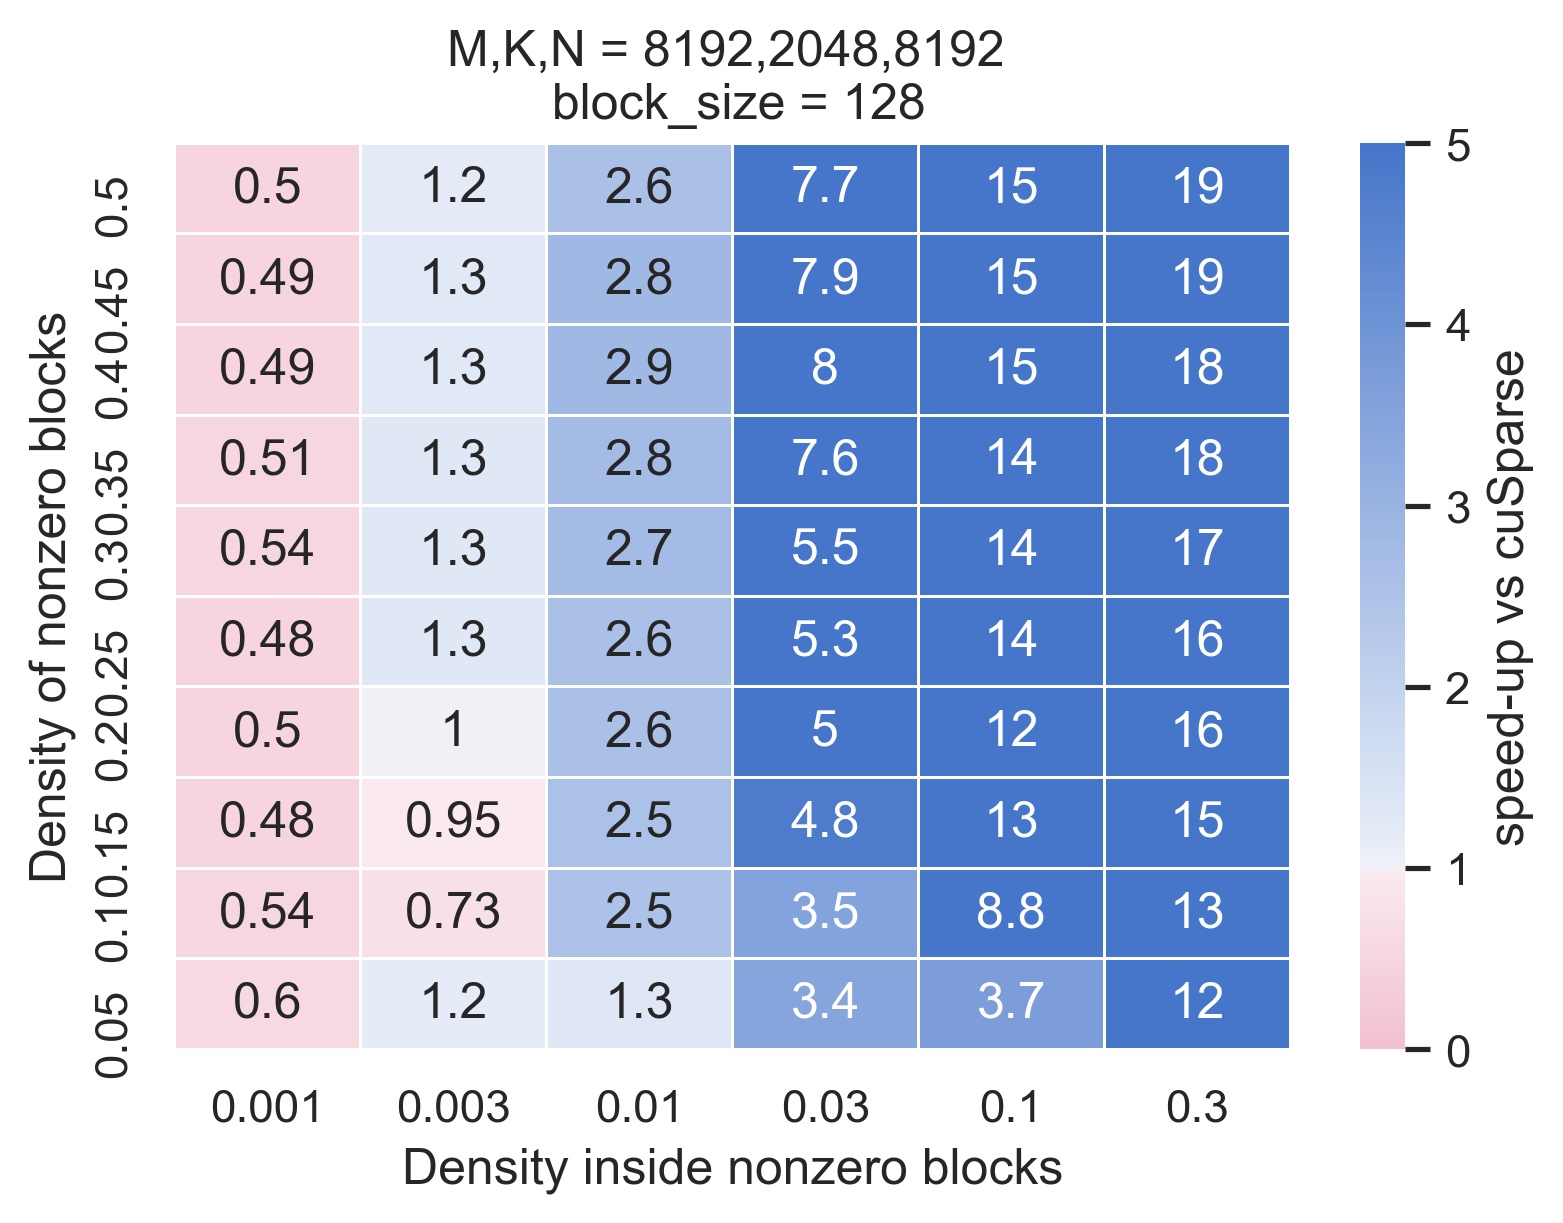 M,K,N = 8192,2048,8192
block_size = 128
Density of nonzero blocks
0.5 0.5 1.2 2.6 7.7 15 19
0.45 0.49 1.3 2.8 7.9 15 19
0.4 0.49 1.3 2.9 8 15 18
0.35 0.51 1.3 2.8 7.6 14 18
0.3 0.54 1.3 2.7 5.5 14 17
0.25 0.48 1.3 2.6 5.3 14 16
0.2 0.5 1 2.6 5 12 16
0.15 0.48 0.95 2.5 4.8 13 15
0.1 0.54 0.73 2.5 3.5 8.8 13
0.05 0.6 1.2 1.3 3.4 3.7 12
0.001 0.003 0.01 0.03 0.1 0.3
Density inside nonzero blocks
5
4
3
2
1
0
speed-up vs cuSparse